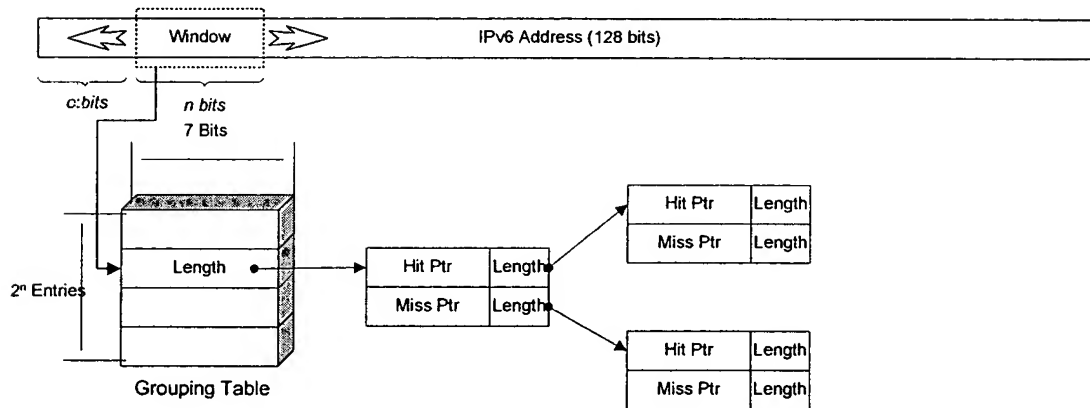 Window
IPv6 Address (128 bits)
c:bits
n bits
7 Bits
2ⁿ Entries
Length
Grouping Table
Hit Ptr
Length
Miss Ptr
Length
Hit Ptr
Length
Miss Ptr
Length
Hit Ptr
Length
Miss Ptr
Length